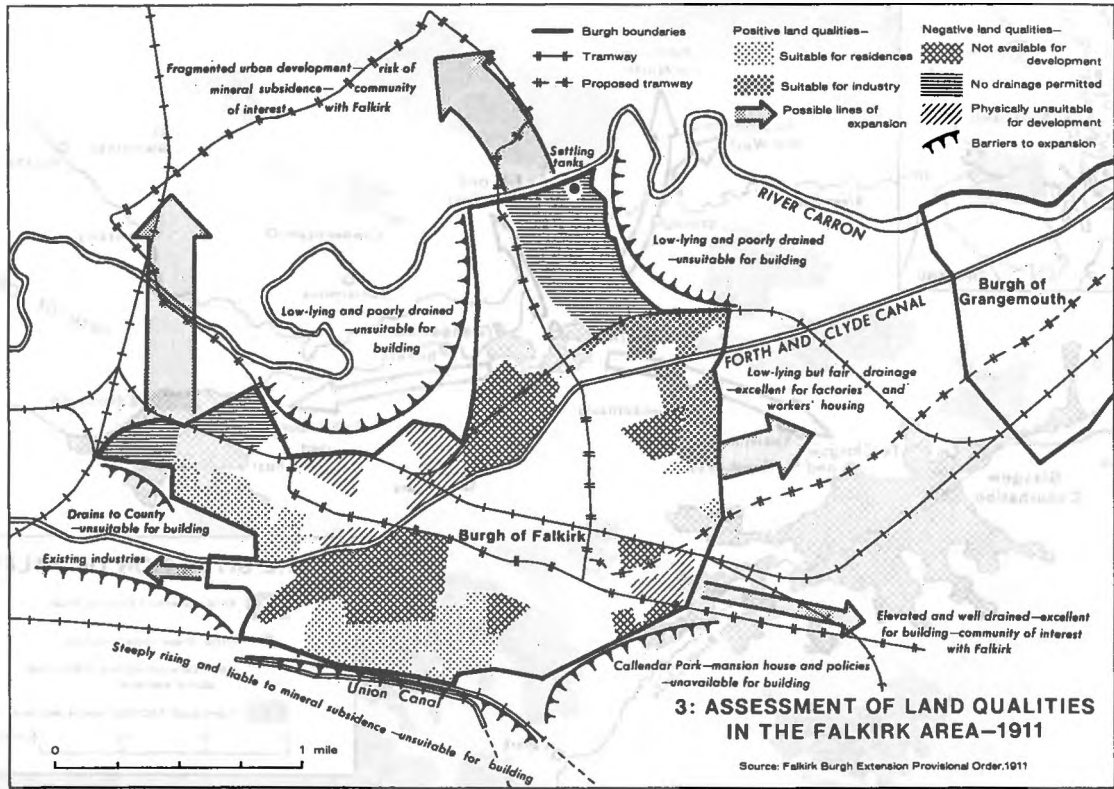 Burgh boundaries
Tramway
Proposed tramway
Positive land qualities—
Suitable for residences
Suitable for industry
Possible lines of
expansion
Negative land qualities—
Not available for
development
No drainage permitted
Physically unsuitable
for development
Barriers to expansion
Fragmented urban development—risk of
mineral subsidence—community
of interest with Falkirk
Settling
tanks
RIVER CARRON
Low-lying and poorly drained
—unsuitable for building
Burgh of
Grangemouth
Low-lying and poorly drained
—unsuitable for
building
FORTH AND CLYDE CANAL
Low-lying but fair drainage
—excellent for factories and
workers' housing
Drains to County
—unsuitable for building
Burgh of Falkirk
Existing industries
Elevated and well drained—excellent
for building—community of interest
with Falkirk
Steeply rising and liable to mineral subsidence—unsuitable for building
Union Canal
Callendar Park—mansion house and policies
—unavailable for building
3: ASSESSMENT OF LAND QUALITIES
IN THE FALKIRK AREA—1911
0 1 mile
Source: Falkirk Burgh Extension Provisional Order,1911